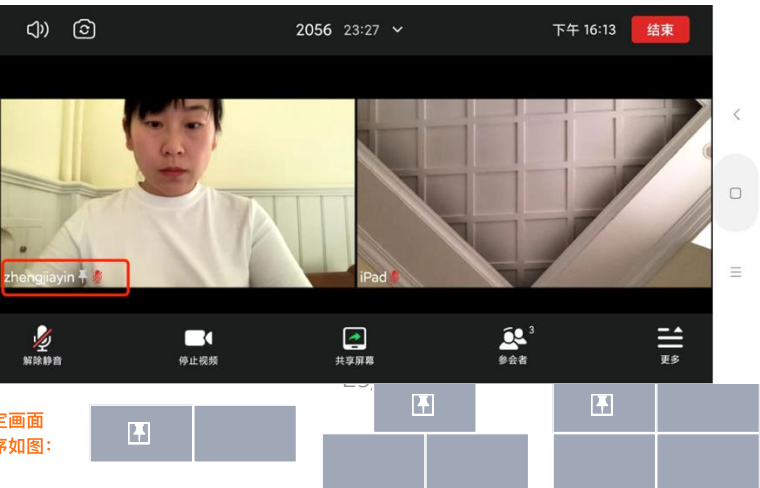 2056 23:27
下午 16:13
结束
zhengjiayin
iPad
解除静音
停止视频
共享屏幕
3
参会者
更多
定画面
序如图：